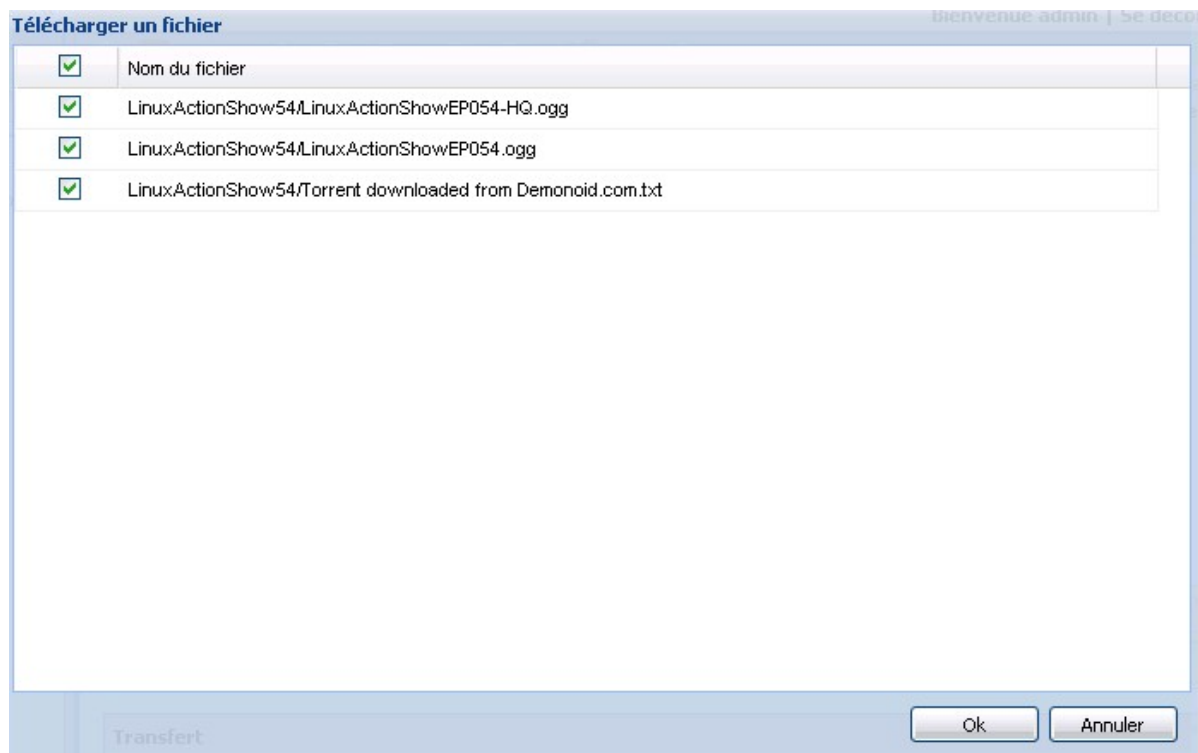 Bienvenue admin | Se déco
Télécharger un fichier
Nom du fichier
LinuxActionShow54/LinuxActionShowEP054-HQ.ogg
LinuxActionShow54/LinuxActionShowEP054.ogg
LinuxActionShow54/Torrent downloaded from Demonoid.com.txt
Ok Annuler
Transfert